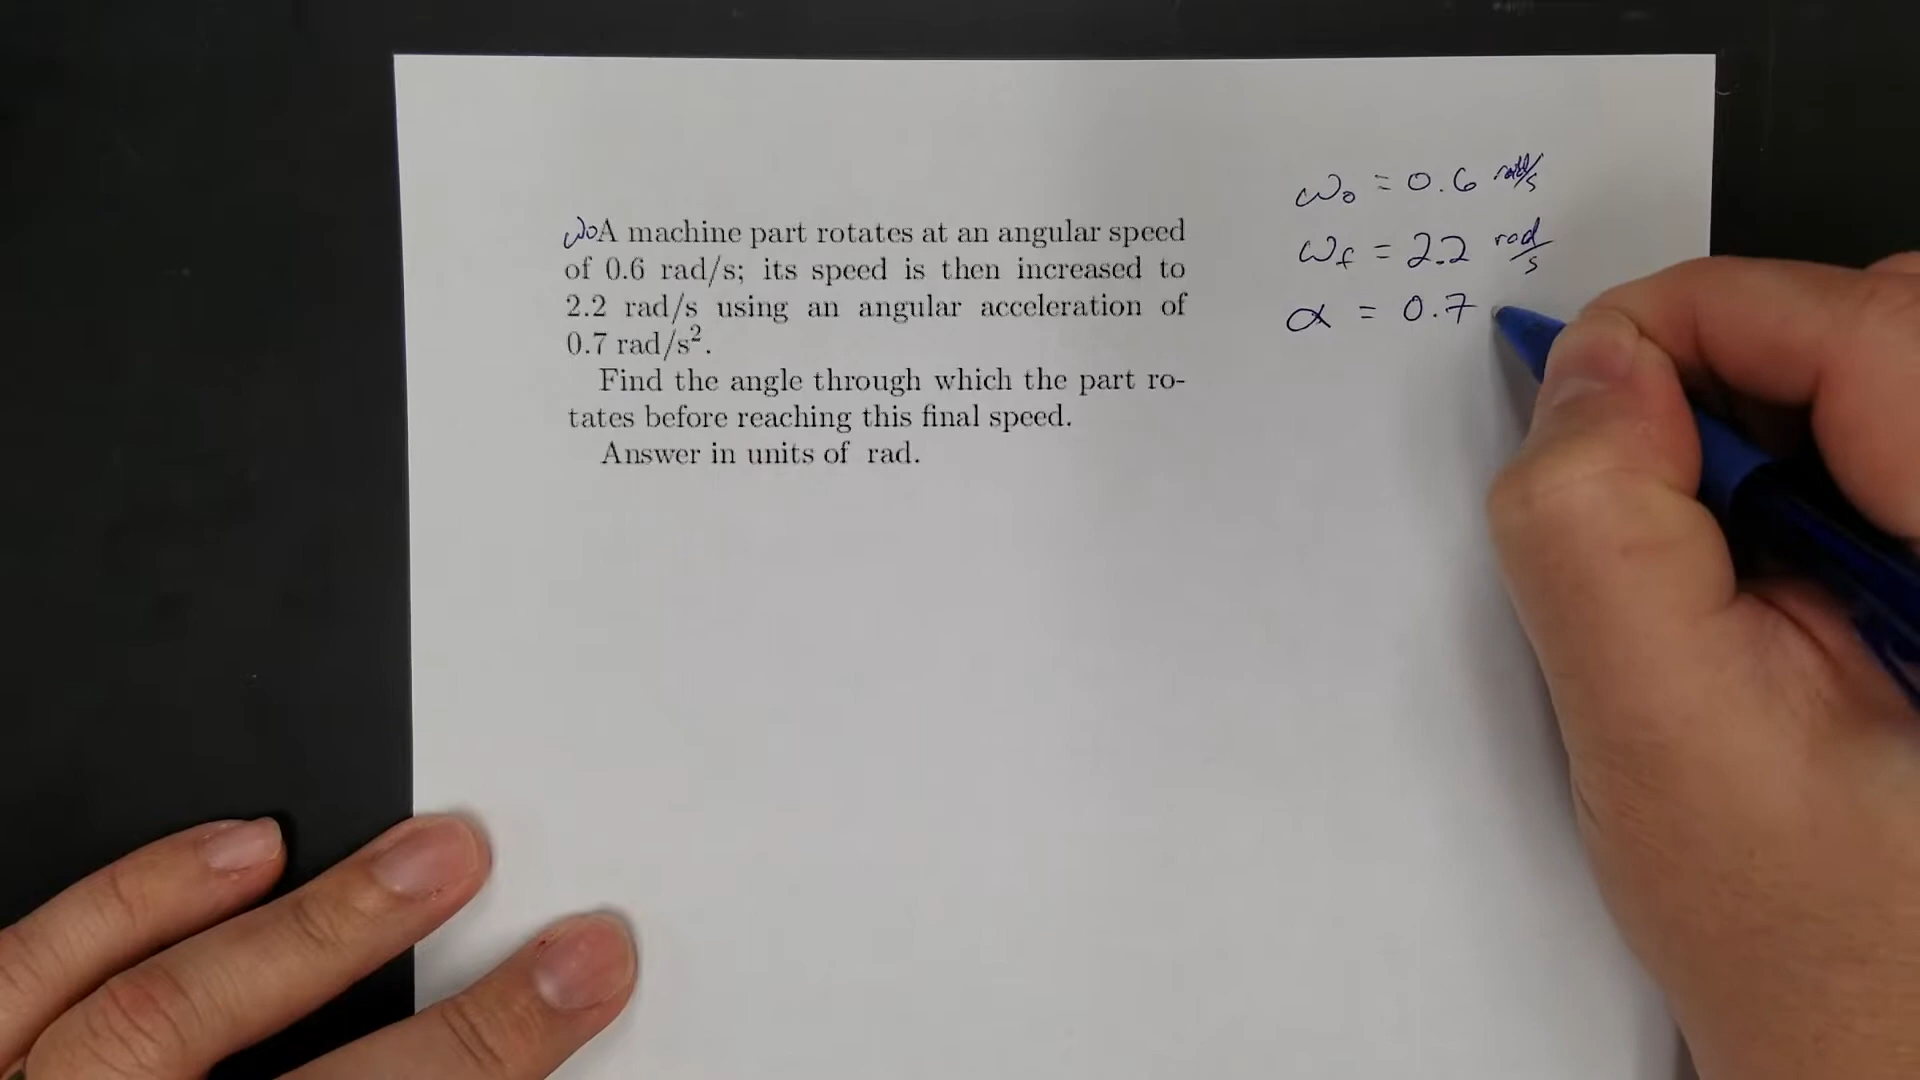 ω₀A machine part rotates at an angular speed
of 0.6 rad/s; its speed is then increased to
2.2 rad/s using an angular acceleration of
0.7 rad/s².
Find the angle through which the part ro-
tates before reaching this final speed.
Answer in units of rad.
ω₀ = 0.6 rad/s
ω_f = 2.2 rad/s
α = 0.7